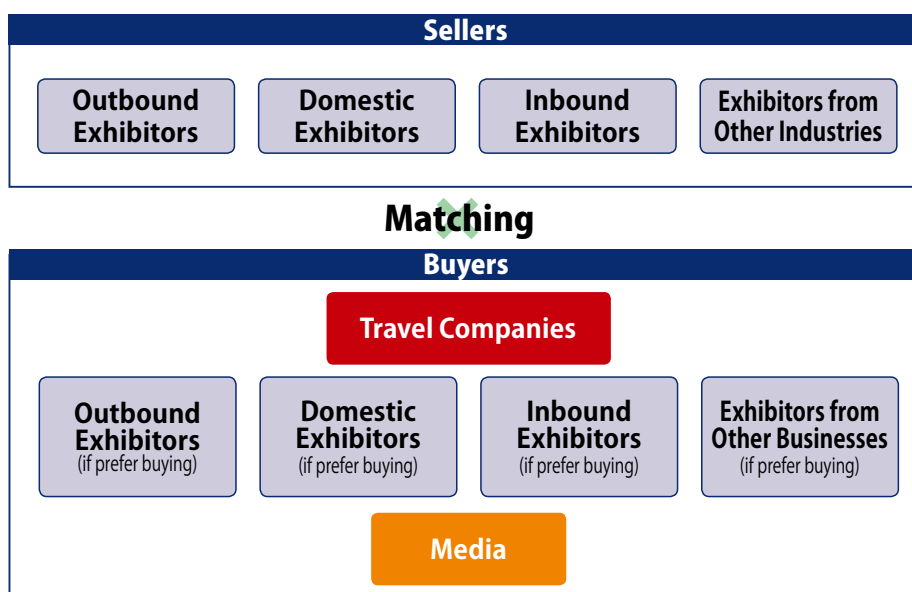 Sellers
Outbound
Exhibitors
Domestic
Exhibitors
Inbound
Exhibitors
Exhibitors from
Other Industries
Matching
Buyers
Travel Companies
Outbound
Exhibitors
(if prefer buying)
Domestic
Exhibitors
(if prefer buying)
Inbound
Exhibitors
(if prefer buying)
Exhibitors from
Other Businesses
(if prefer buying)
Media